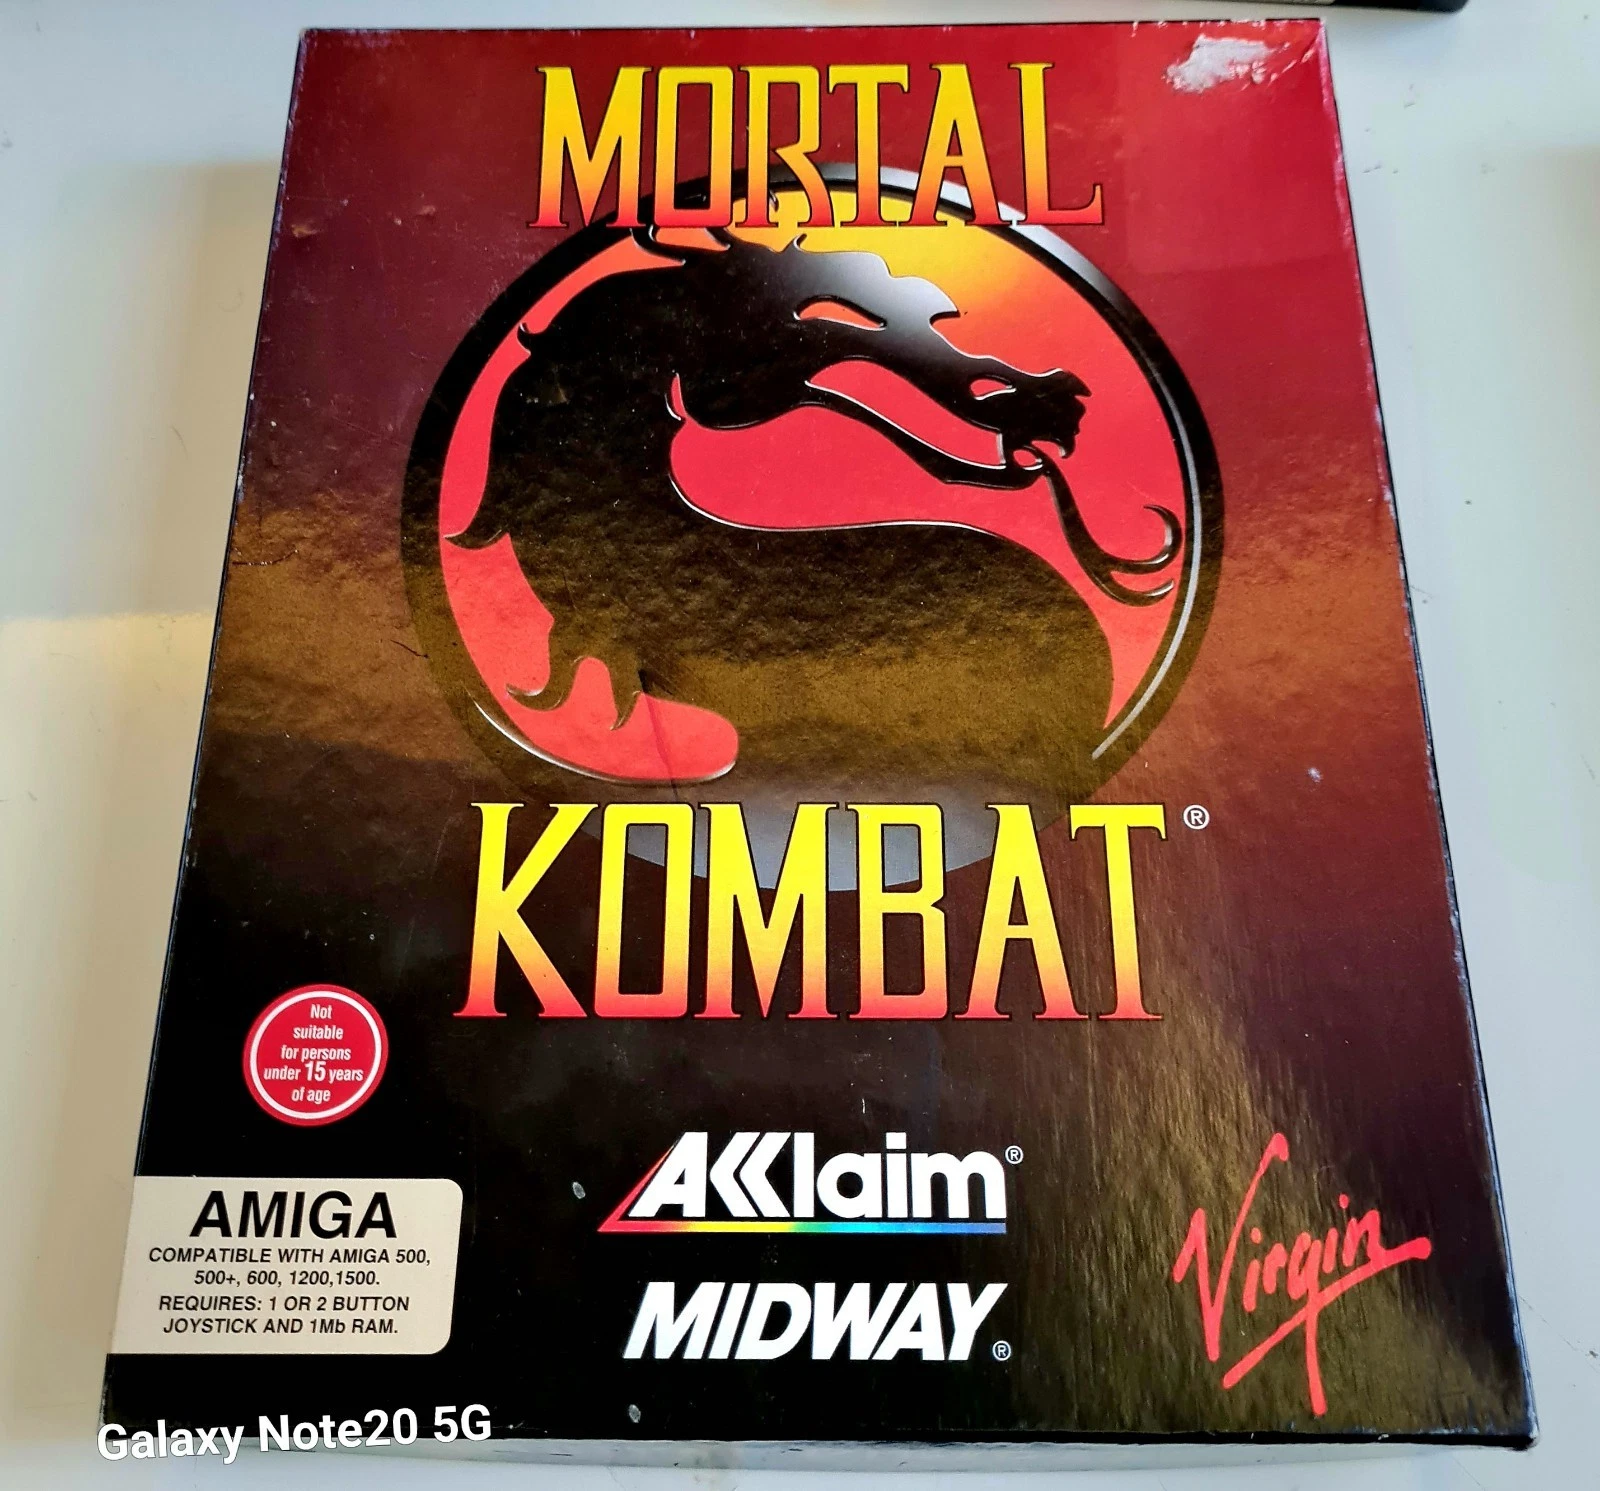 MORTAL
KOMBAT®
Not
suitable
for persons
under 15 years
of age
AMIGA
COMPATIBLE WITH AMIGA 500,
500+, 600, 1200,1500.
REQUIRES: 1 OR 2 BUTTON
JOYSTICK AND 1Mb RAM.
AKKlaim®
MIDWAY®
Virgin
Galaxy Note20 5G